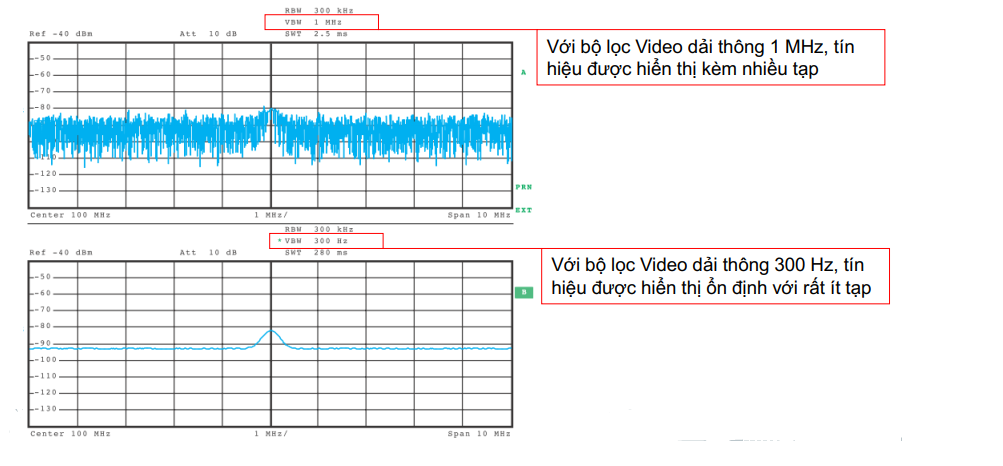 RBW 300 kHz
VBW 1 MHz
Ref -40 dBm Att 10 dB SWT 2.5 ms
Với bộ lọc Video dải thông 1 MHz, tín
hiệu được hiển thị kèm nhiều tạp
-50
A
-60
-70
-80
-110
-120
-130
PRN
EXT
Center 100 MHz 1 MHz/ Span 10 MHz
RBW 300 kHz
*VBW 300 Hz
Ref -40 dBm Att 10 dB SWT 280 ms
Với bộ lọc Video dải thông 300 Hz, tín
hiệu được hiển thị ổn định với rất ít tạp
-50
B
-60
-70
-80
-90
-100
-110
-120
-130
Center 100 MHz 1 MHz/ Span 10 MHz